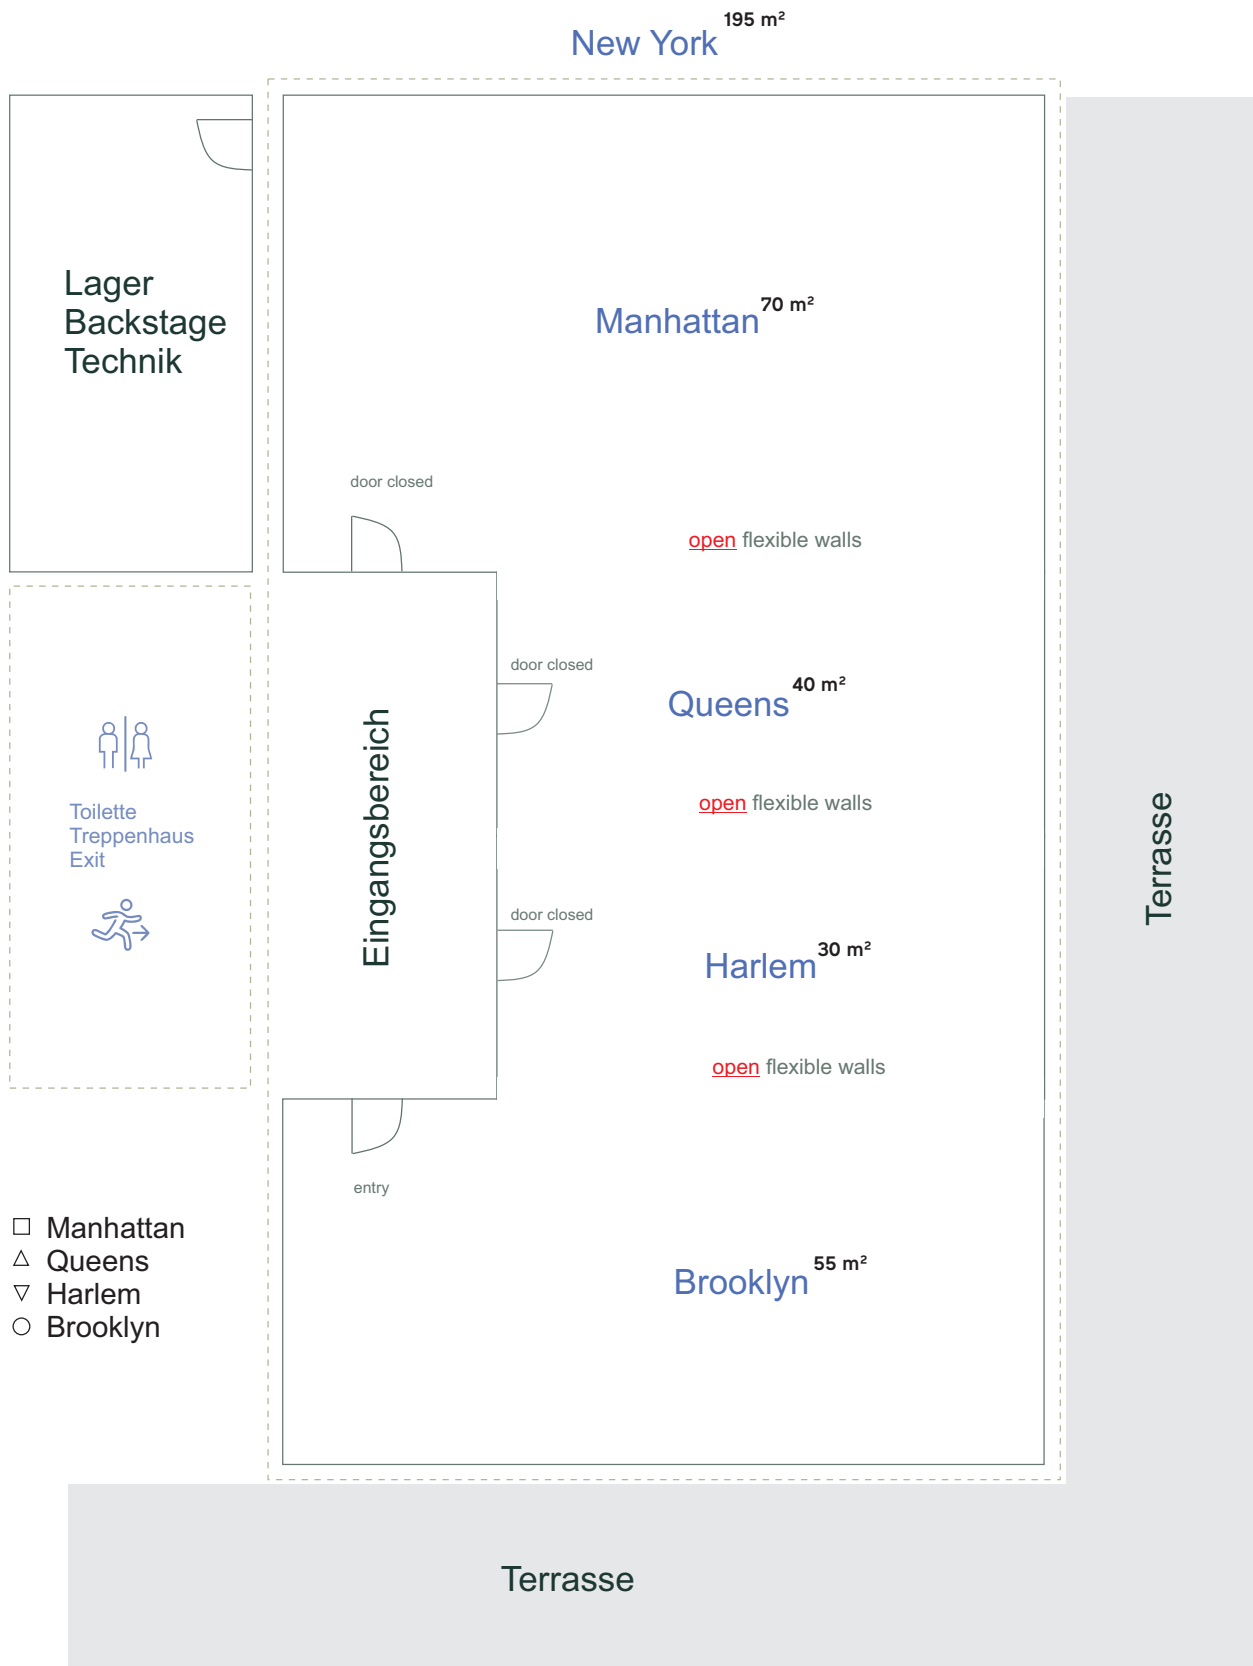 New York 195 m²
Lager
Backstage
Technik
Manhattan 70 m²
door closed
open flexible walls
door closed
Queens 40 m²
Eingangsbereich
Toilette
Treppenhaus
Exit
open flexible walls
Terrasse
door closed
Harlem 30 m²
open flexible walls
entry
Manhattan
Queens
Harlem
Brooklyn
Brooklyn 55 m²
Terrasse